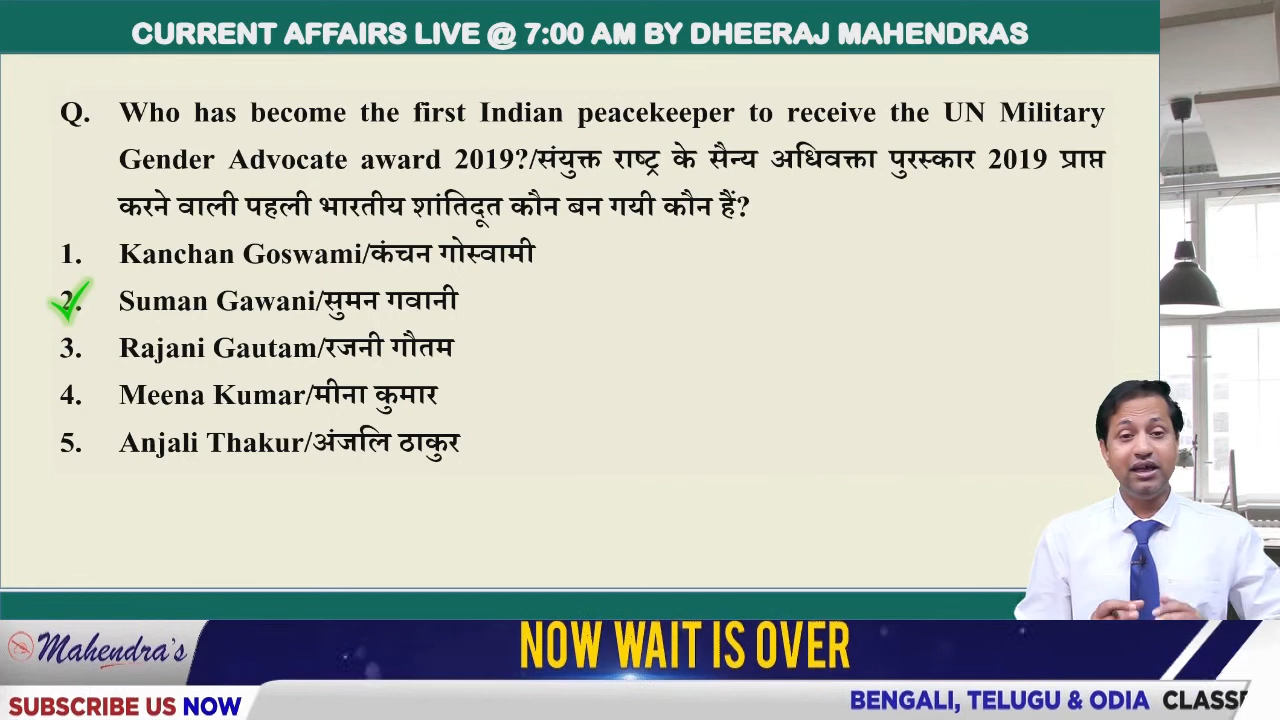 CURRENT AFFAIRS LIVE @ 7:00 AM BY DHEERAJ MAHENDRAS
Q. Who has become the first Indian peacekeeper to receive the UN Military
Gender Advocate award 2019?/संयुक्त राष्ट्र के सैन्य अधिवक्ता पुरस्कार 2019 प्राप्त
करने वाली पहली भारतीय शांतिदूत कौन बन गयी कौन हैं?
1. Kanchan Goswami/कंचन गोस्वामी
2. Suman Gawani/सुमन गवानी
3. Rajani Gautam/रजनी गौतम
4. Meena Kumar/मीना कुमार
5. Anjali Thakur/अंजलि ठाकुर
Mahendra's
NOW WAIT IS OVER
SUBSCRIBE US NOW
BENGALI, TELUGU & ODIA CLASSE